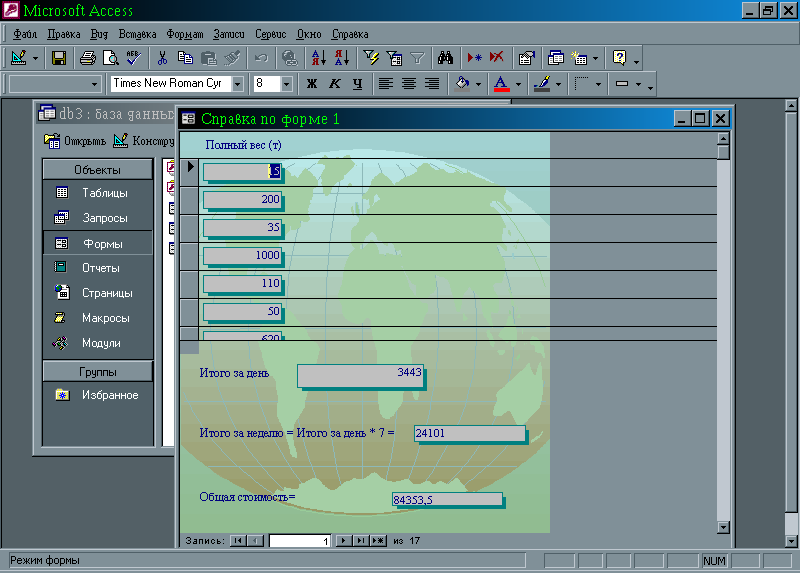 Microsoft Access
Файл Правка Вид Вставка Формат Записи Сервис Окно Справка
Times New Roman Cyr 8 Ж К Ч
db3 : база данны
Справка по форме 1
Открыть Констру
Объекты
Таблицы
Запросы
Формы
Отчеты
Страницы
Макросы
Модули
Группы
Избранное
Полный вес (т)
15
200
35
1000
110
50
620
Итого за день 3443
Итого за неделю = Итого за день * 7 = 24101
Общая стоимость= 84353,5
Запись: 1 из 17
Режим формы NUM